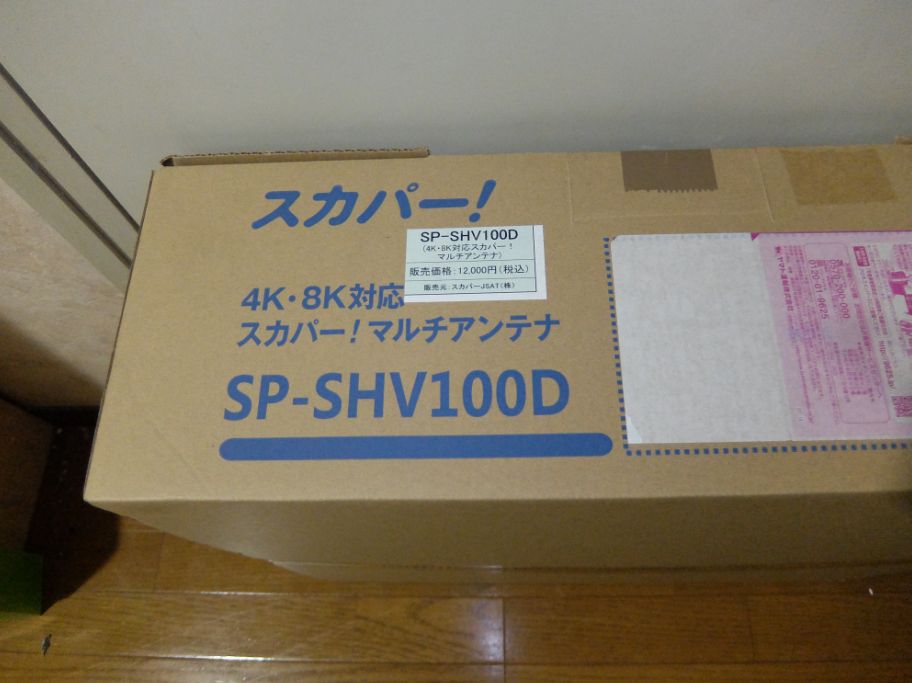 スカパー!
SP-SHV100D
(4K・8K対応スカパー!
マルチアンテナ)
販売価格:12,000円(税込)
販売元:スカパーJSAT(株)
4K・8K対応
スカパー!マルチアンテナ
SP-SHV100D